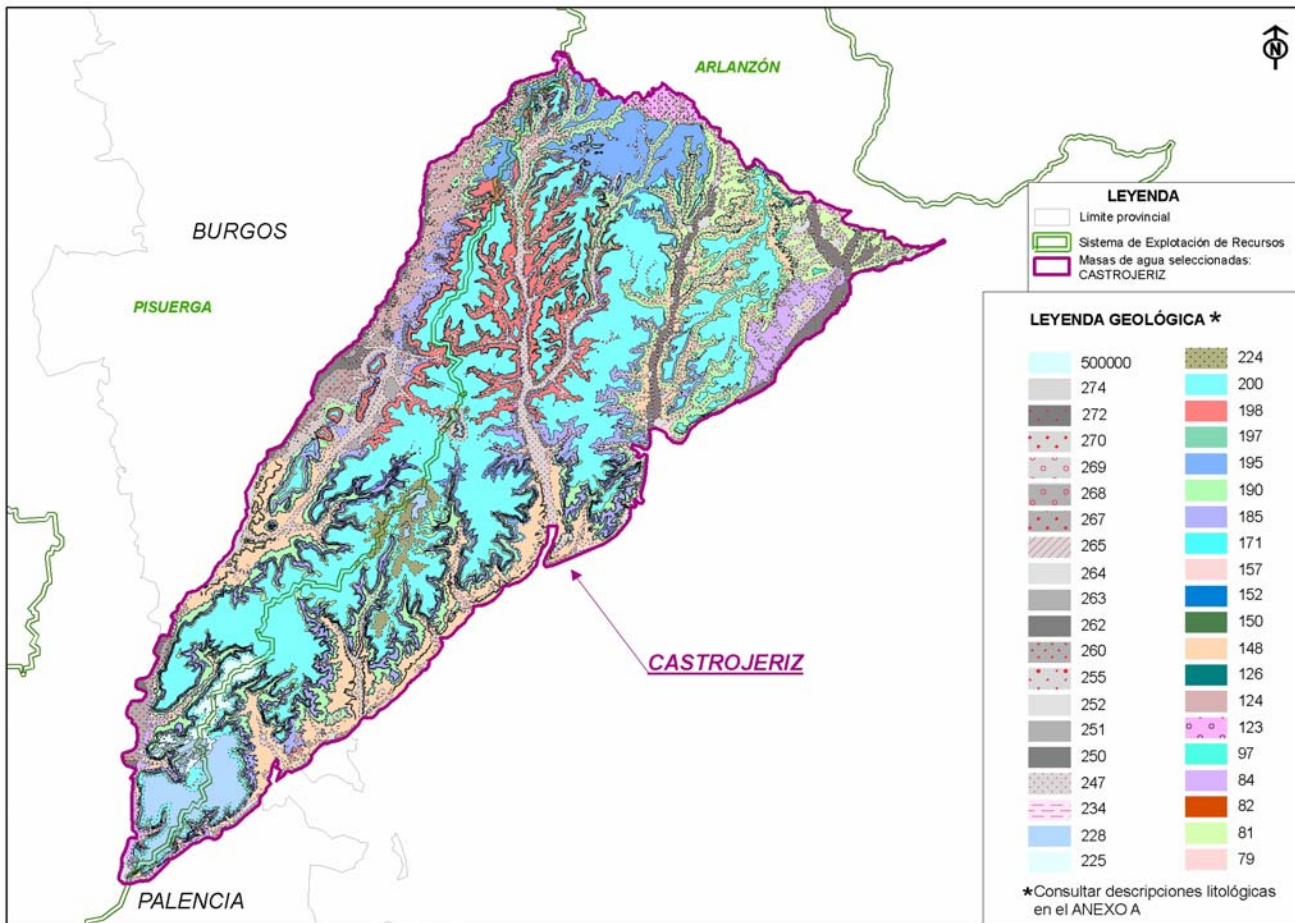 N
ARLANZÓN
BURGOS
PISUERGA
CASTROJERIZ
PALENCIA
LEYENDA
Límite provincial
Sistema de Explotación de Recursos
Masas de agua seleccionadas:
CASTROJERIZ
LEYENDA GEOLÓGICA *
500000
274
272
270
269
268
267
265
264
263
262
260
255
252
251
250
247
234
228
225
224
200
198
197
195
190
185
171
157
152
150
148
126
124
123
97
84
82
81
79
*Consultar descripciones litológicas
en el ANEXO A